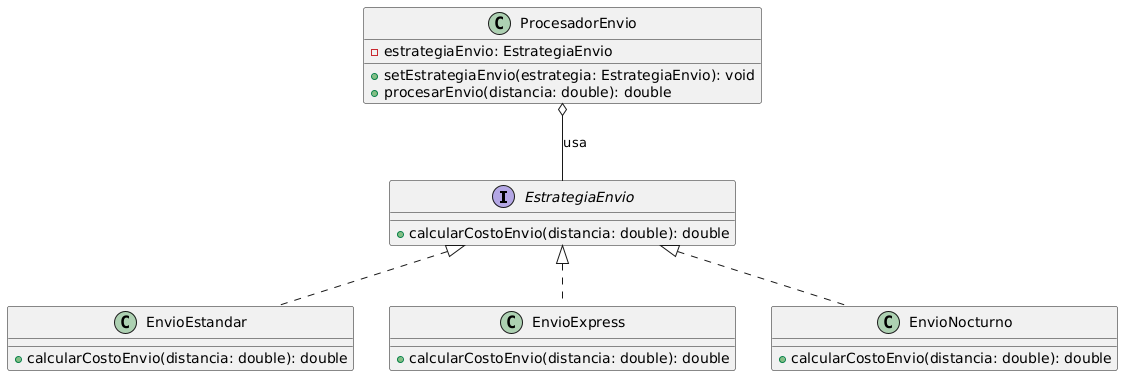 C ProcesadorEnvio
estrategiaEnvio: EstrategiaEnvio
setEstrategiaEnvio(estrategia: EstrategiaEnvio): void
procesarEnvio(distancia: double): double
usa
I EstrategiaEnvio
calcularCostoEnvio(distancia: double): double
C EnvioEstandar
calcularCostoEnvio(distancia: double): double
C EnvioExpress
calcularCostoEnvio(distancia: double): double
C EnvioNocturno
calcularCostoEnvio(distancia: double): double